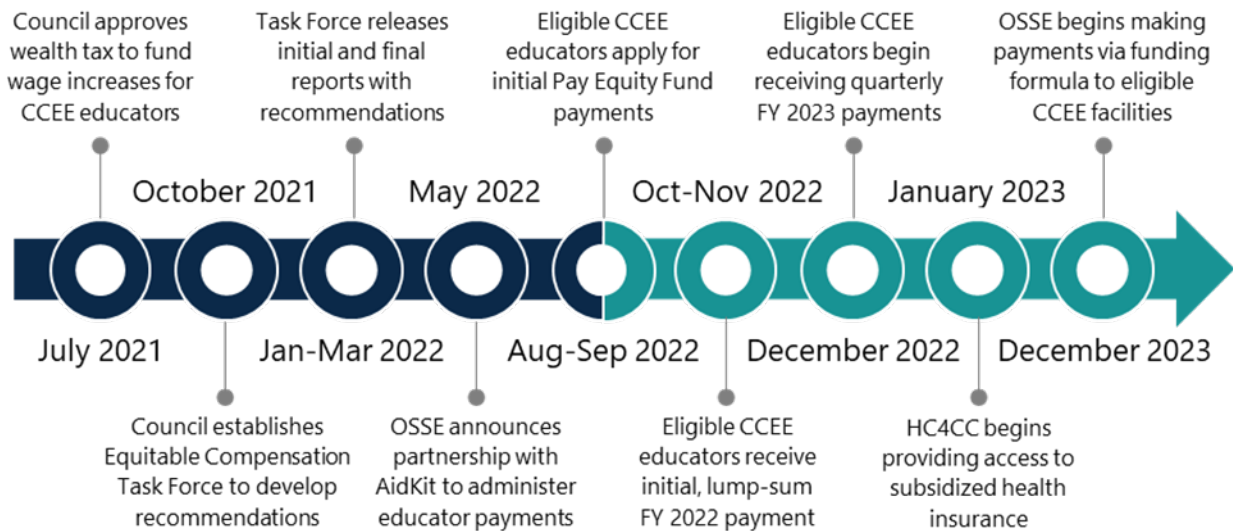 Council approves
wealth tax to fund
wage increases for
CCEE educators
Task Force releases
initial and final
reports with
recommendations
Eligible CCEE
educators apply for
initial Pay Equity Fund
payments
Eligible CCEE
educators begin
receiving quarterly
FY 2023 payments
OSSE begins making
payments via funding
formula to eligible
CCEE facilities
October 2021
May 2022
Oct-Nov 2022
January 2023
July 2021
Jan-Mar 2022
Aug-Sep 2022
December 2022
December 2023
Council establishes
Equitable Compensation
Task Force to develop
recommendations
OSSE announces
partnership with
AidKit to administer
educator payments
Eligible CCEE
educators receive
initial, lump-sum
FY 2022 payment
HC4CC begins
providing access to
subsidized health
insurance